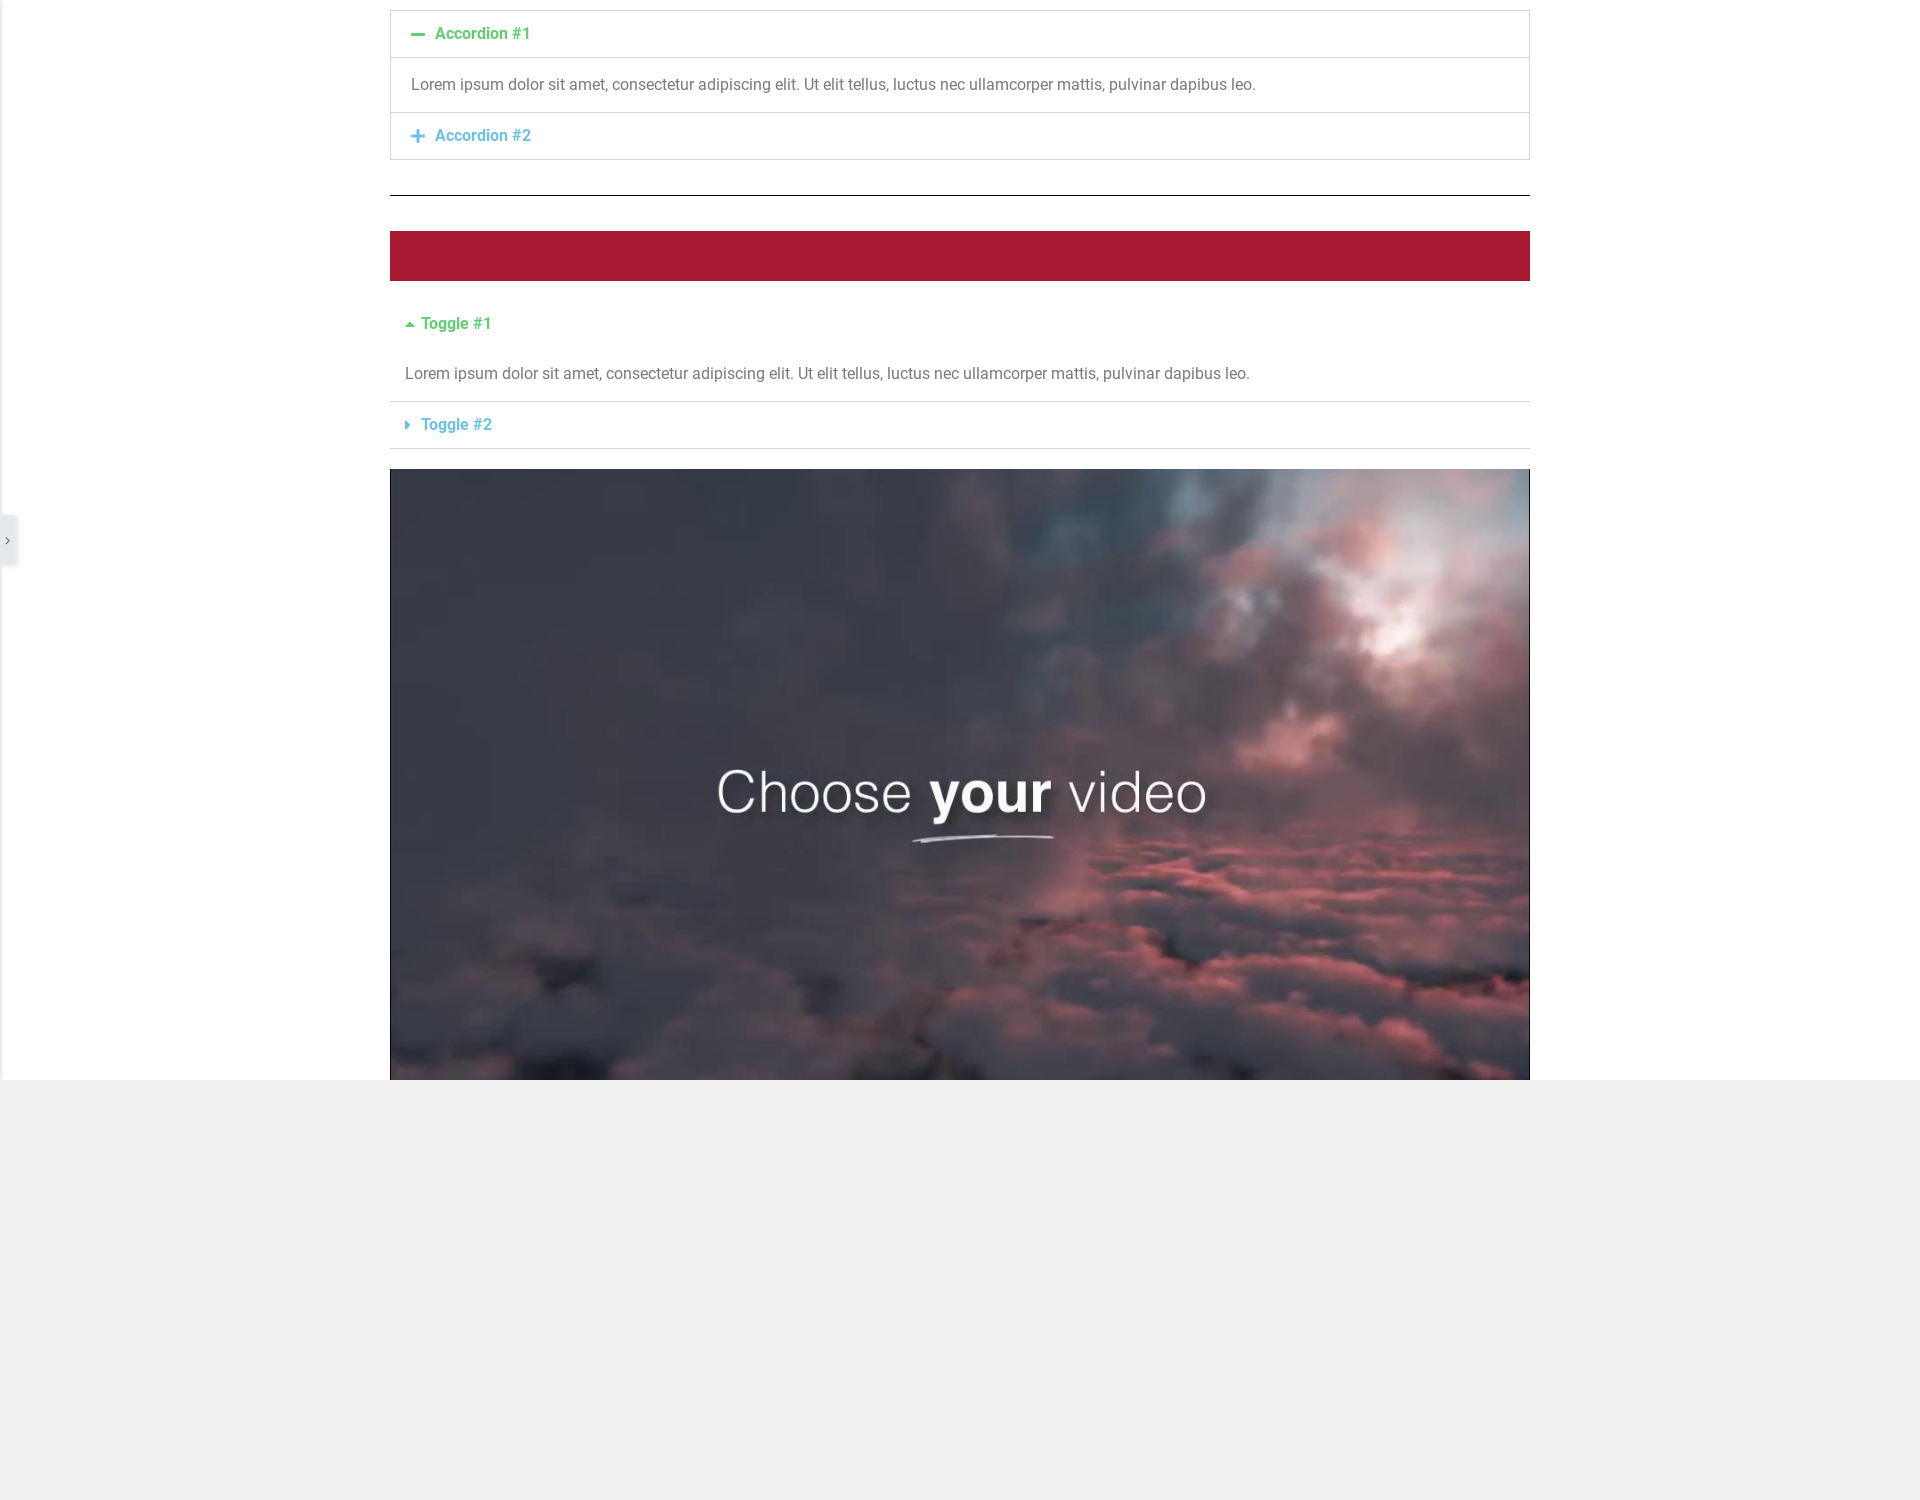 Accordion #1
Lorem ipsum dolor sit amet, consectetur adipiscing elit. Ut elit tellus, luctus nec ullamcorper mattis, pulvinar dapibus leo.
Accordion #2
Toggle #1
Lorem ipsum dolor sit amet, consectetur adipiscing elit. Ut elit tellus, luctus nec ullamcorper mattis, pulvinar dapibus leo.
Toggle #2
Choose your video